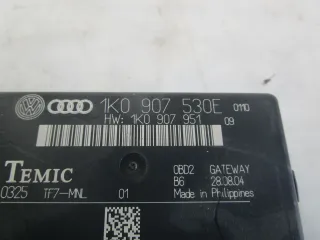 1K0 907 530E 0110
HW: 1K0 907 951 09
TEMIC OBD2 GATEWAY
0325 TF7-MNL 01 B6 28.08.04
Made in Philippines